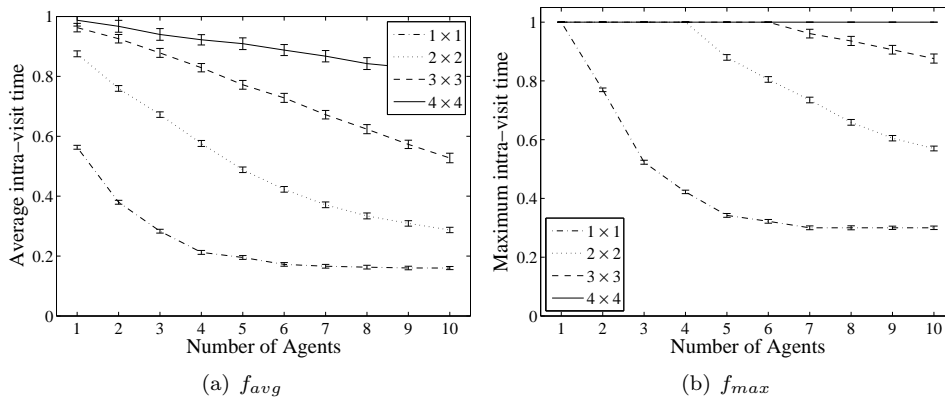 1
0.8
0.6
0.4
0.2
0
Average intra−visit time
1 × 1
2 × 2
3 × 3
4 × 4
1 2 3 4 5 6 7 8 9 10
Number of Agents
(a) f_avg
1
0.8
0.6
0.4
0.2
0
Maximum intra−visit time
1 × 1
2 × 2
3 × 3
4 × 4
1 2 3 4 5 6 7 8 9 10
Number of Agents
(b) f_max